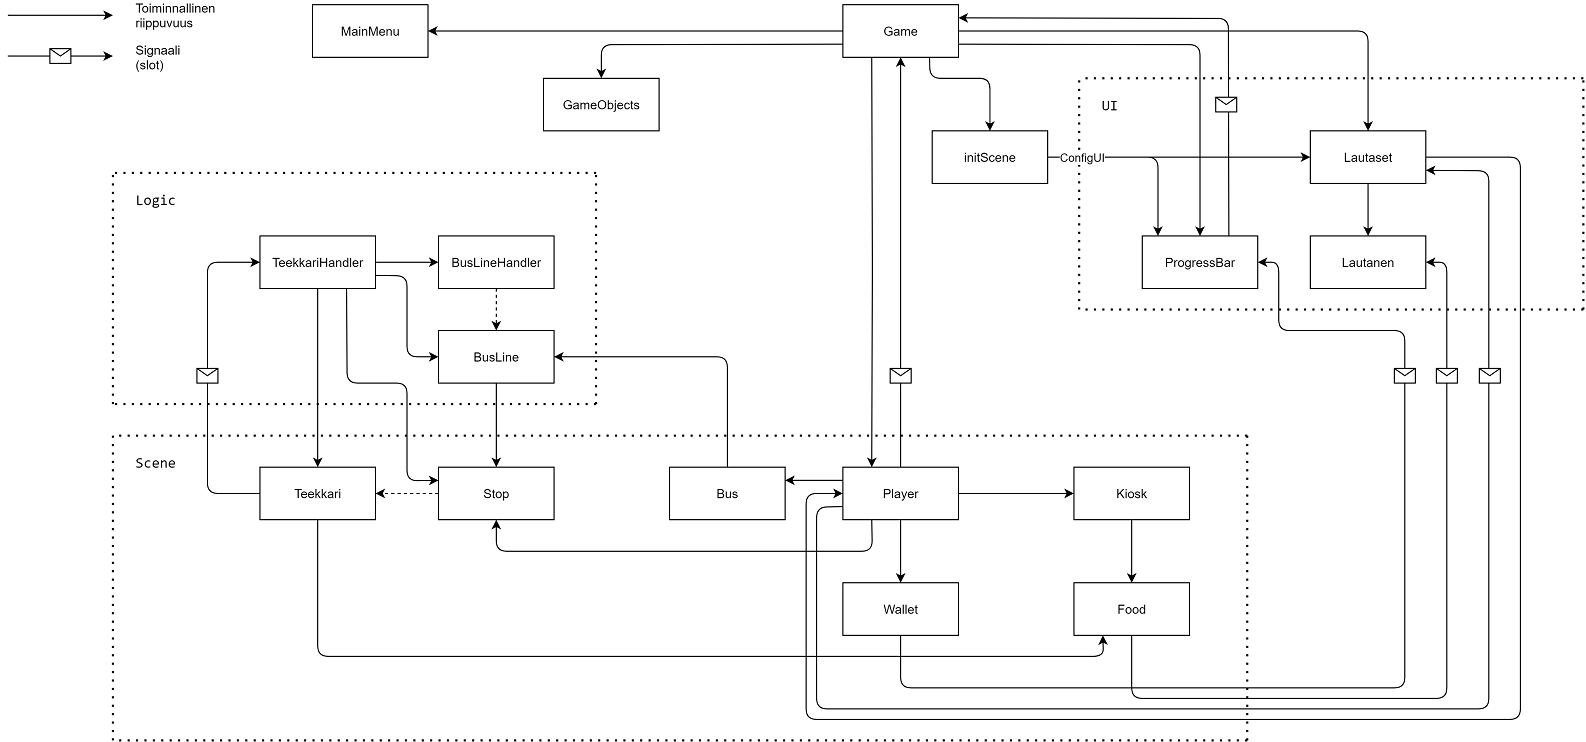 Toiminnallinen
riippuvuus
Signaali
(slot)
MainMenu
Game
GameObjects
UI
initScene
ConfigUI
Lautaset
Logic
TeekkariHandler
BusLineHandler
ProgressBar
Lautanen
BusLine
Scene
Teekkari
Stop
Bus
Player
Kiosk
Wallet
Food